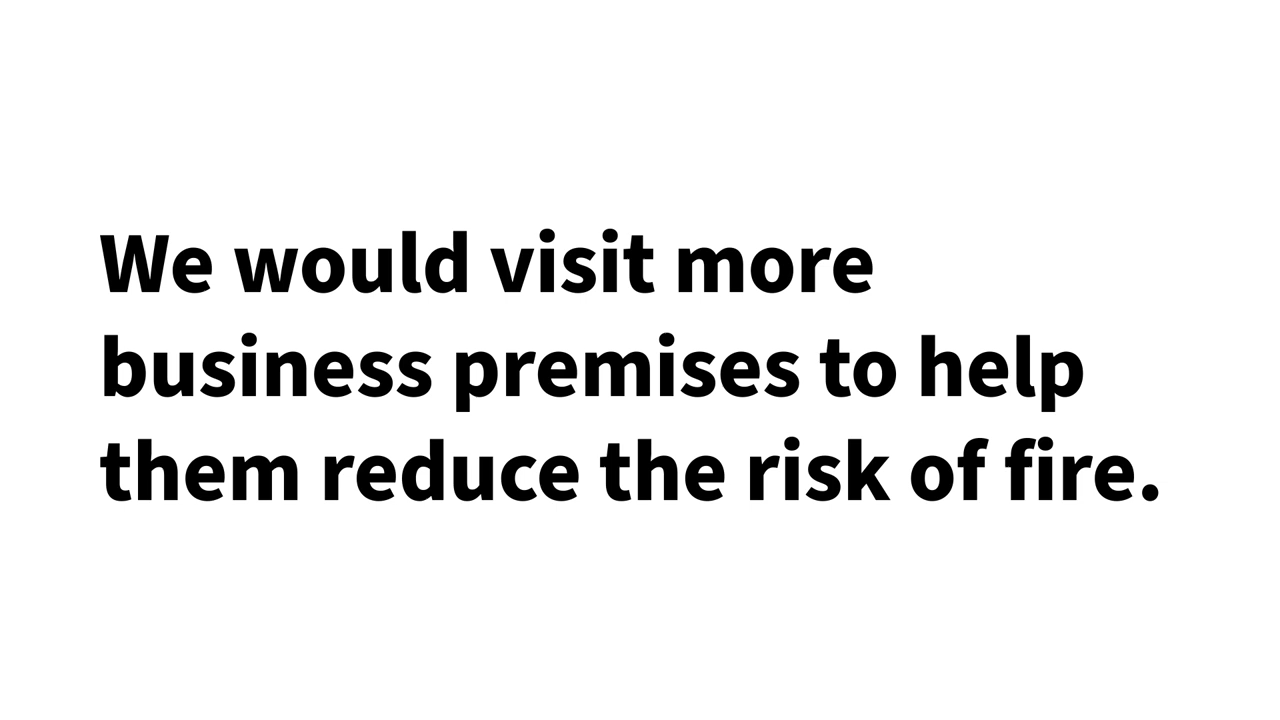 We would visit more
business premises to help
them reduce the risk of fire.